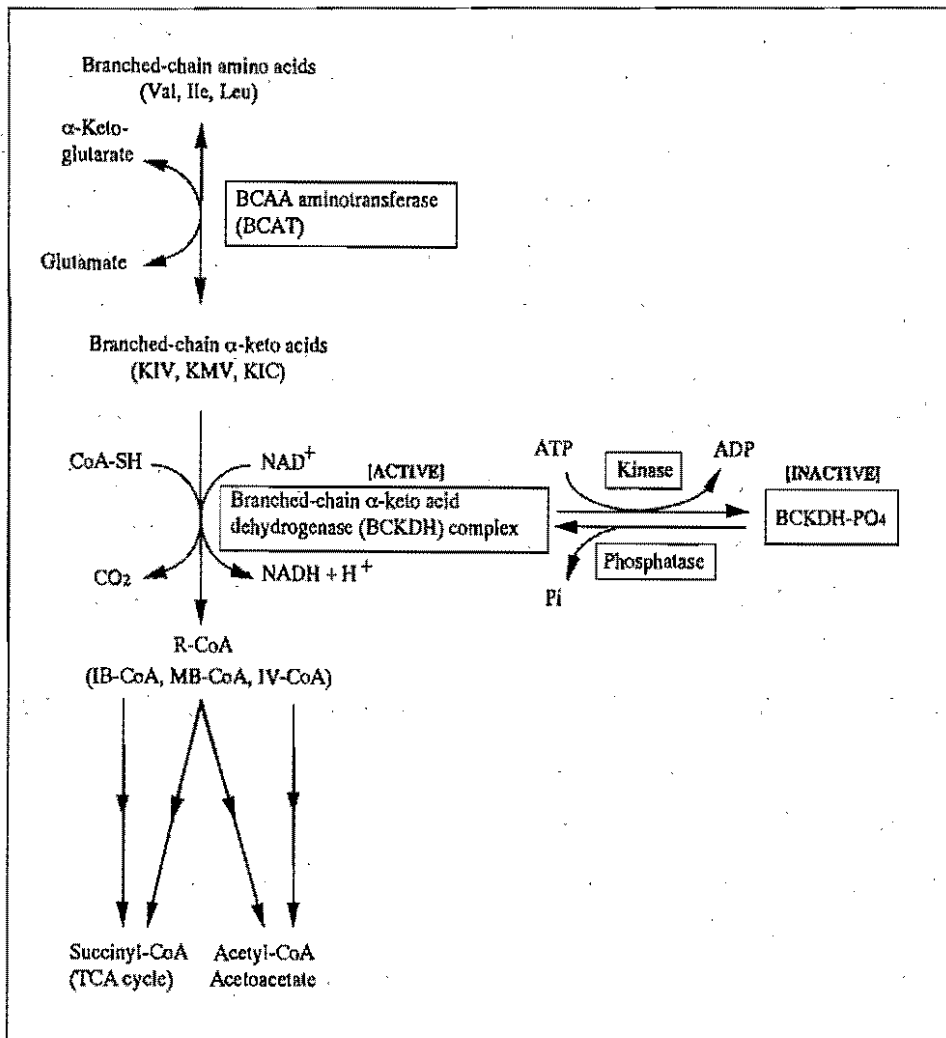 Branched-chain amino acids
(Val, Ile, Leu)
α-Keto-
glutarate
BCAA aminotransferase
(BCAT)
Glutamate
Branched-chain α-keto acids
(KIV, KMV, KIC)
CoA-SH
NAD+
[ACTIVE]
Branched-chain α-keto acid
dehydrogenase (BCKDH) complex
ATP
Kinase
ADP
[INACTIVE]
BCKDH-PO4
Phosphatase
Pi
CO2
NADH + H+
R-CoA
(IB-CoA, MB-CoA, IV-CoA)
Succinyl-CoA
(TCA cycle)
Acetyl-CoA
Acetoacetate